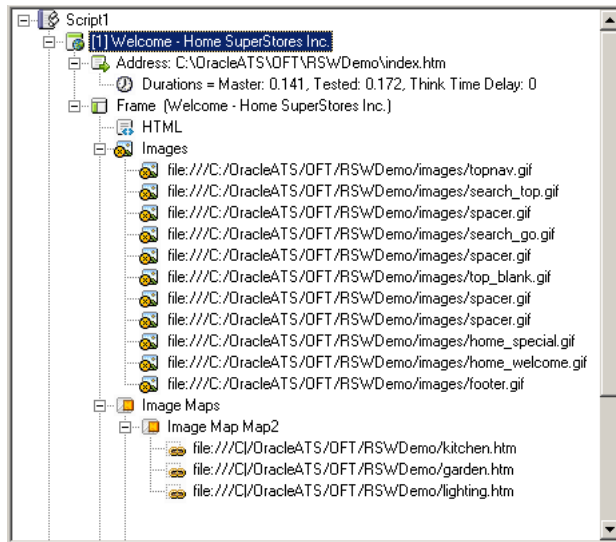 Script1
[1] Welcome - Home SuperStores Inc.
Address: C:\OracleATS\OFT\RSWDemo\index.htm
Durations = Master: 0.141, Tested: 0.172, Think Time Delay: 0
Frame (Welcome - Home SuperStores Inc.)
HTML
Images
file:///C:/OracleATS/OFT/RSWDemo/images/topnav.gif
file:///C:/OracleATS/OFT/RSWDemo/images/search_top.gif
file:///C:/OracleATS/OFT/RSWDemo/images/spacer.gif
file:///C:/OracleATS/OFT/RSWDemo/images/search_go.gif
file:///C:/OracleATS/OFT/RSWDemo/images/spacer.gif
file:///C:/OracleATS/OFT/RSWDemo/images/top_blank.gif
file:///C:/OracleATS/OFT/RSWDemo/images/spacer.gif
file:///C:/OracleATS/OFT/RSWDemo/images/spacer.gif
file:///C:/OracleATS/OFT/RSWDemo/images/home_special.gif
file:///C:/OracleATS/OFT/RSWDemo/images/home_welcome.gif
file:///C:/OracleATS/OFT/RSWDemo/images/footer.gif
Image Maps
Image Map Map2
file:///C|/OracleATS/OFT/RSWDemo/kitchen.htm
file:///C|/OracleATS/OFT/RSWDemo/garden.htm
file:///C|/OracleATS/OFT/RSWDemo/lighting.htm